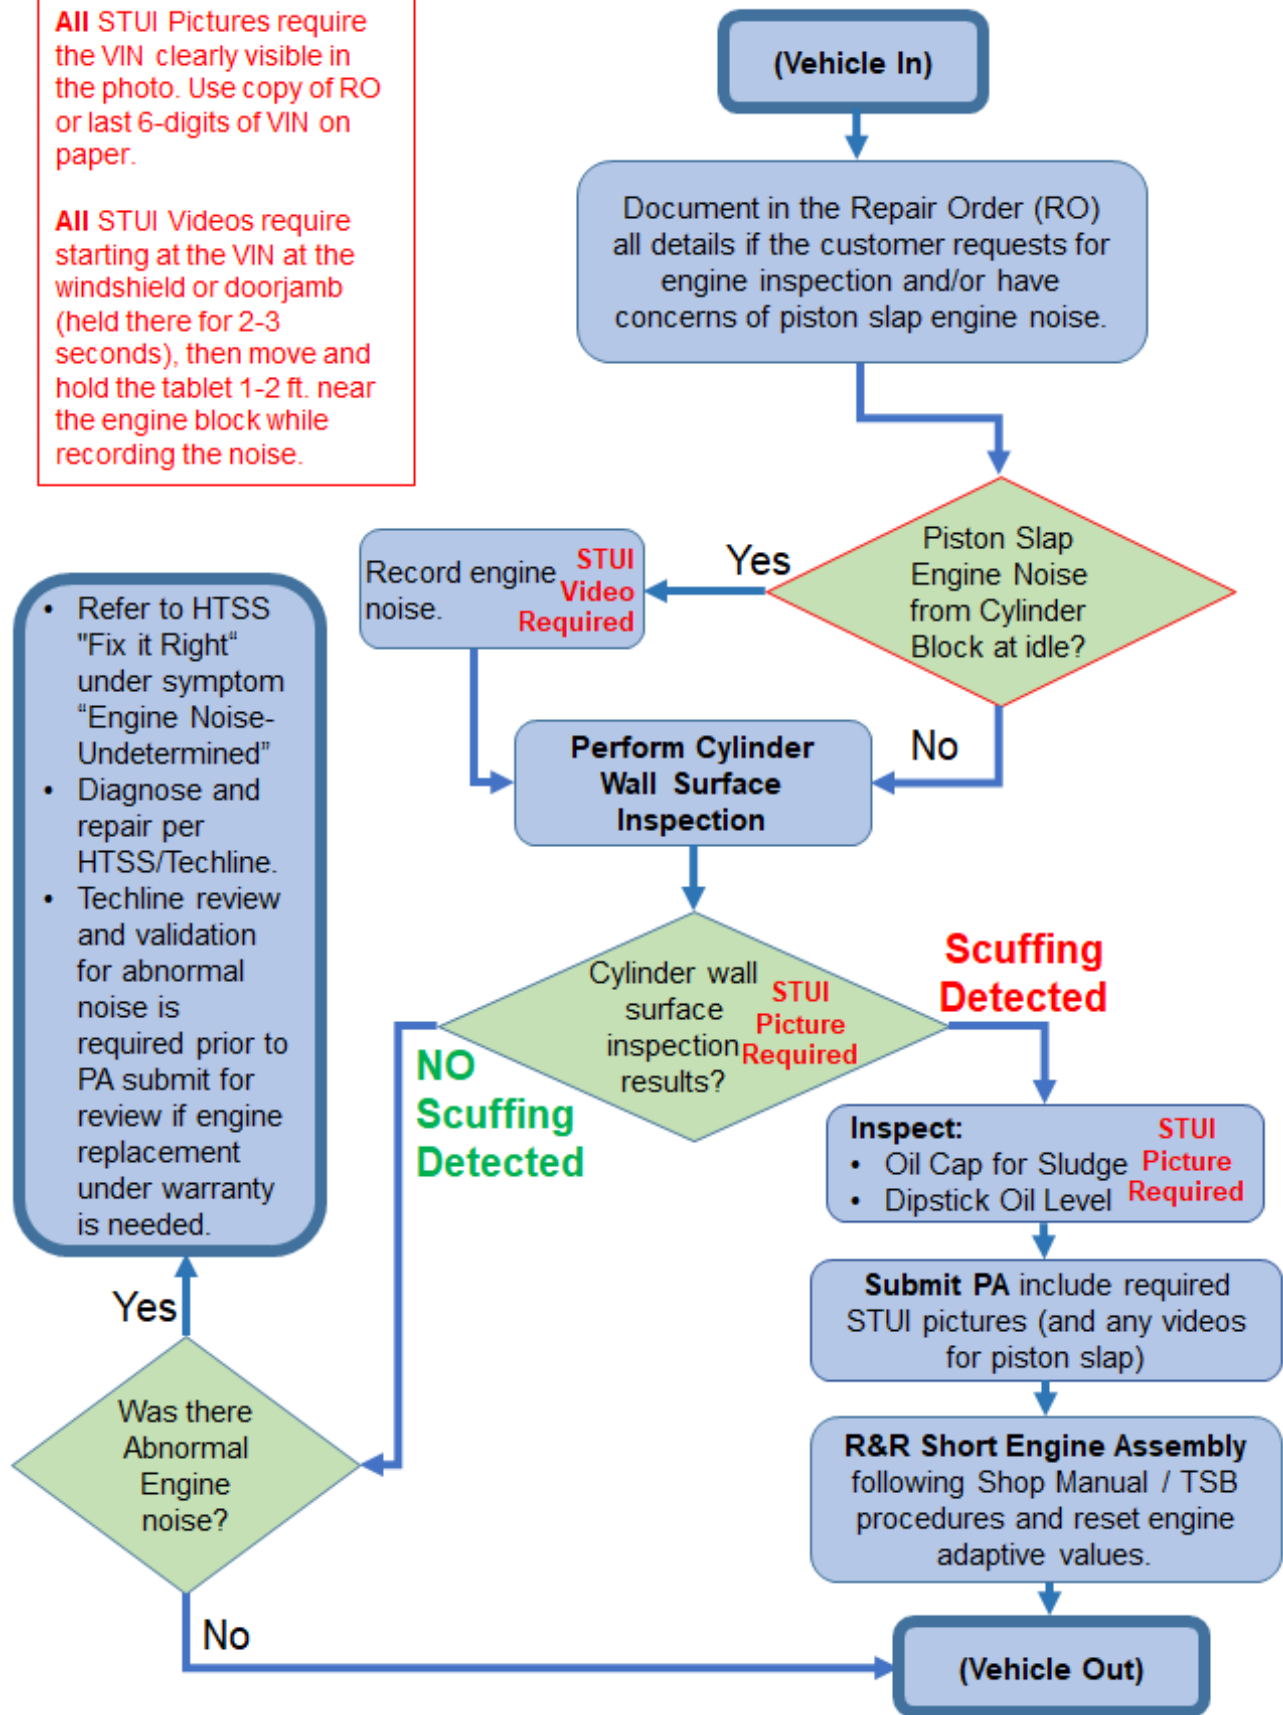 All STUI Pictures require
the VIN clearly visible in
the photo. Use copy of RO
or last 6-digits of VIN on
paper.
All STUI Videos require
starting at the VIN at the
windshield or doorjamb
(held there for 2-3
seconds), then move and
hold the tablet 1-2 ft. near
the engine block while
recording the noise.
(Vehicle In)
Document in the Repair Order (RO)
all details if the customer requests for
engine inspection and/or have
concerns of piston slap engine noise.
Piston Slap
Engine Noise
from Cylinder
Block at idle?
Yes
No
Record engine
noise.
STUI
Video
Required
Perform Cylinder
Wall Surface
Inspection
Cylinder wall
surface
inspection
results?
STUI
Picture
Required
Scuffing
Detected
NO
Scuffing
Detected
Inspect:
• Oil Cap for Sludge
• Dipstick Oil Level
STUI
Picture
Required
Submit PA include required
STUI pictures (and any videos
for piston slap)
R&R Short Engine Assembly
following Shop Manual / TSB
procedures and reset engine
adaptive values.
(Vehicle Out)
Was there
Abnormal
Engine
noise?
Yes
No
• Refer to HTSS
"Fix it Right“
under symptom
“Engine Noise-
Undetermined”
• Diagnose and
repair per
HTSS/Techline.
• Techline review
and validation
for abnormal
noise is
required prior to
PA submit for
review if engine
replacement
under warranty
is needed.